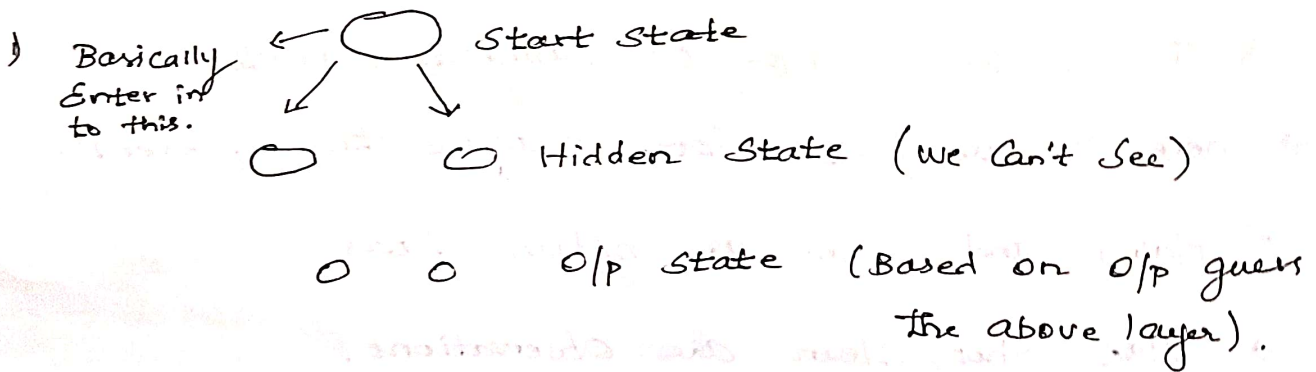 1) Basically Enter in to this.
Start State
Hidden State (we Can't See)
O/p state (Based on O/p guess
The above layer).